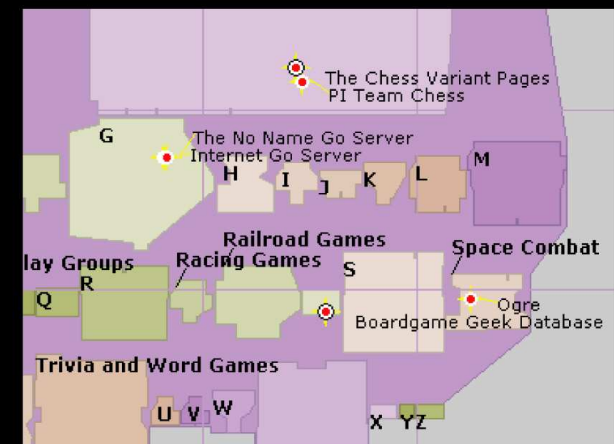 The Chess Variant Pages
PI Team Chess
G
The No Name Go Server
Internet Go Server
H
I
J
K
L
M
Railroad Games
Space Combat
lay Groups
Racing Games
Q
R
S
Ogre
Boardgame Geek Database
Trivia and Word Games
U
V
W
X
YZ